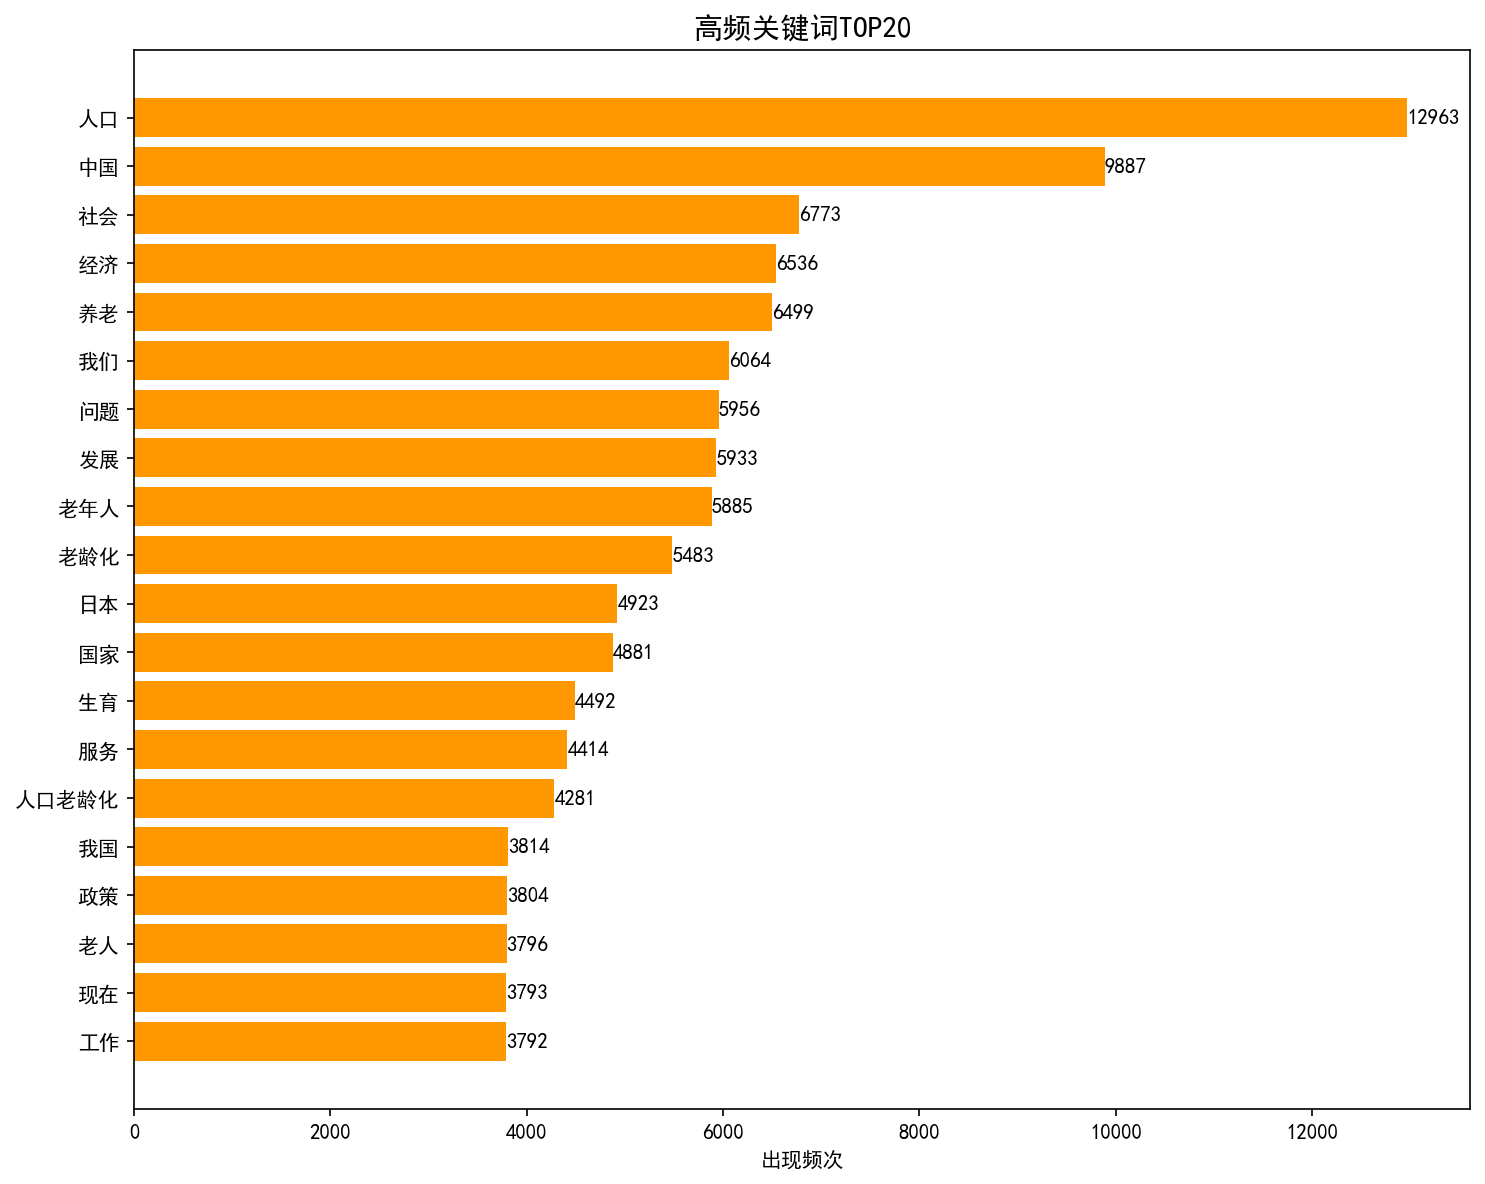 高频关键词TOP20
人口 12963
中国 9887
社会 6773
经济 6536
养老 6499
我们 6064
问题 5956
发展 5933
老年人 5885
老龄化 5483
日本 4923
国家 4881
生育 4492
服务 4414
人口老龄化 4281
我国 3814
政策 3804
老人 3796
现在 3793
工作 3792
0 2000 4000 6000 8000 10000 12000
出现频次